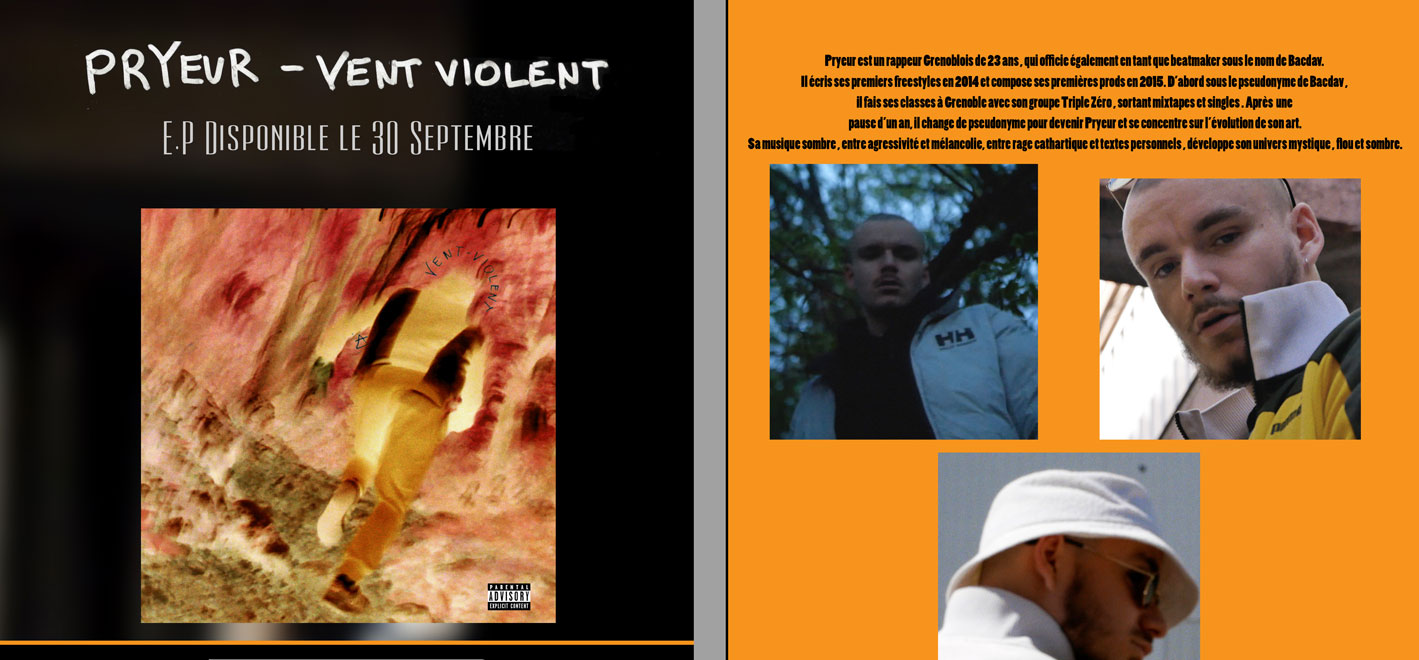 PRYEUR - VENT VIOLENT
E.P DISPONIBLE LE 30 SEPTEMBRE
VENT VIOLENT
PARENTAL
ADVISORY
EXPLICIT CONTENT
Pryeur est un rappeur Grenoblois de 23 ans , qui officie également en tant que beatmaker sous le nom de Bacdav.
Il écris ses premiers freestyles en 2014 et compose ses premières prods en 2015. D'abord sous le pseudonyme de Bacdav ,
il fais ses classes à Grenoble avec son groupe Triple Zéro , sortant mixtapes et singles . Après une
pause d'un an, il change de pseudonyme pour devenir Pryeur et se concentre sur l'évolution de son art.
Sa musique sombre , entre agressivité et mélancolie, entre rage cathartique et textes personnels , développe son univers mystique , flou et sombre.
HH